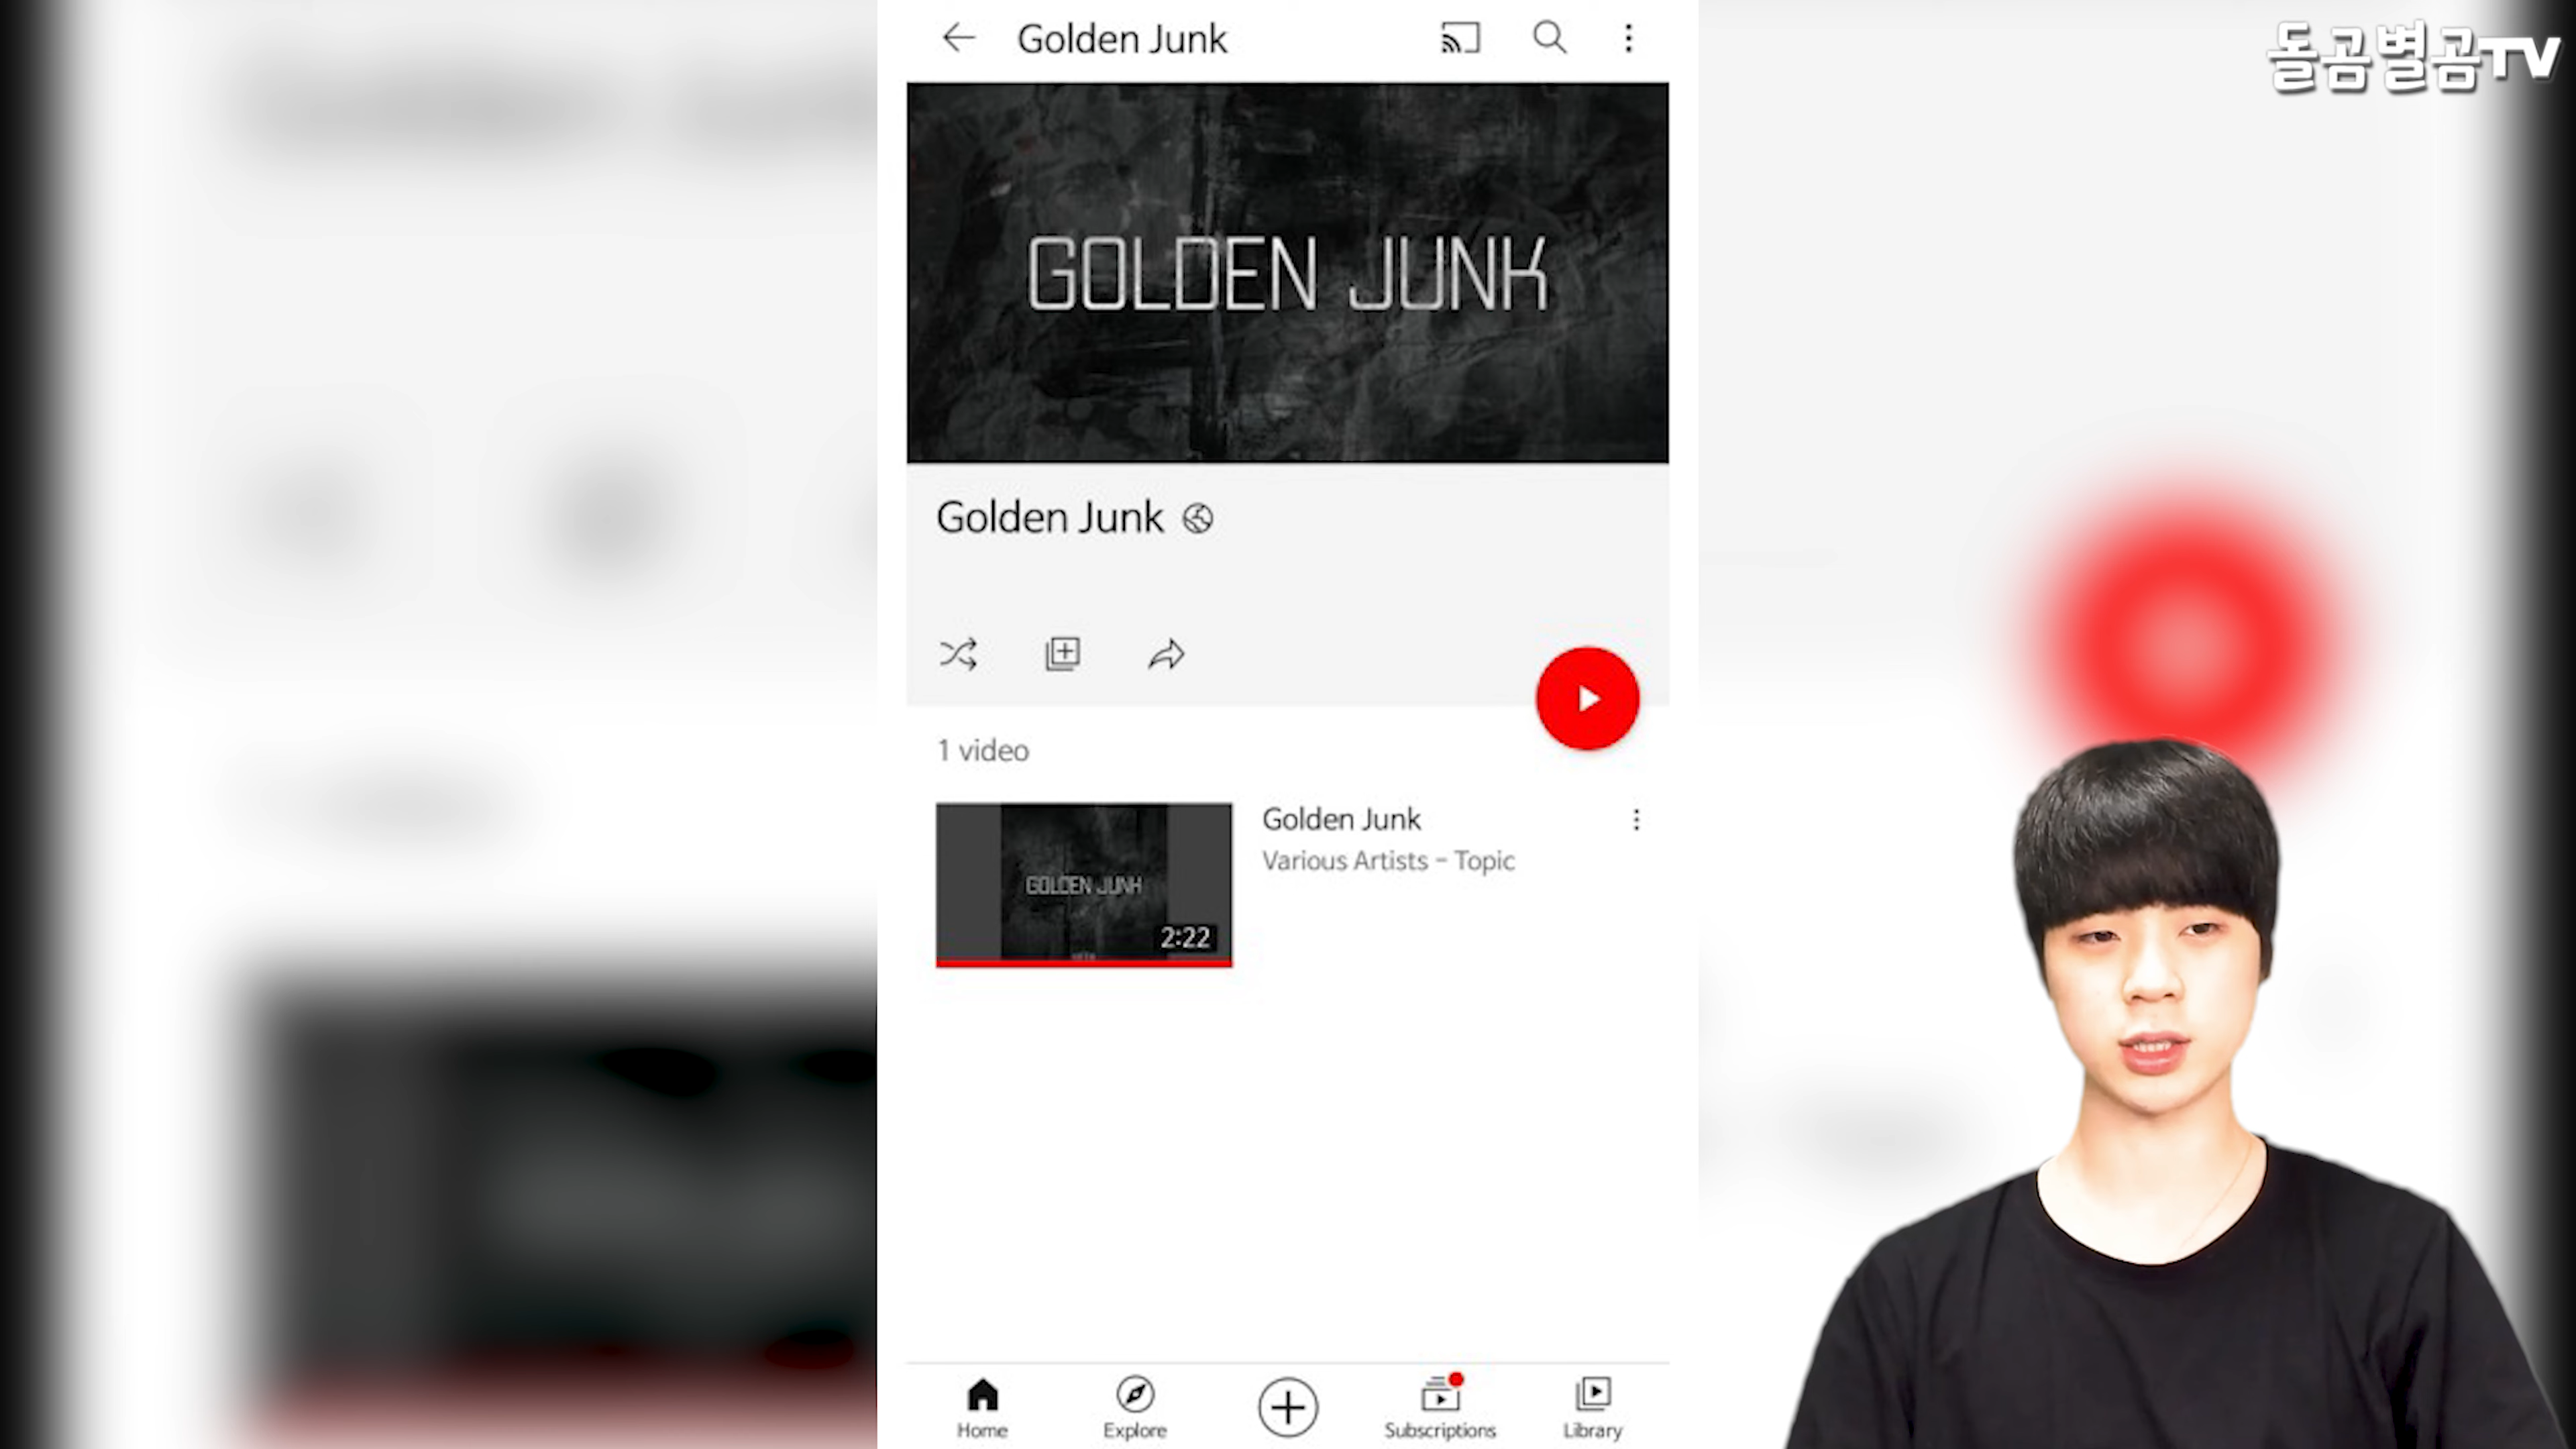 돌곰별곰TV
Golden Junk
GOLDEN JUNK
Golden Junk
1 video
Golden Junk
Various Artists – Topic
GOLDEN JUNK
2:22
Home
Explore
Subscriptions
Library